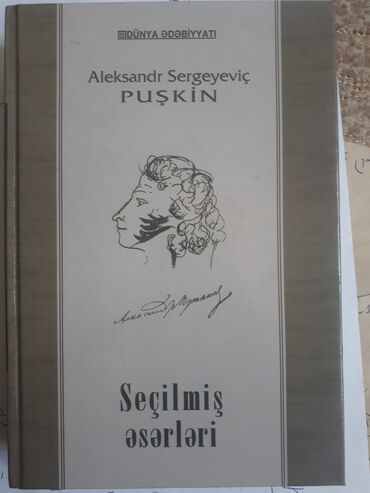 DÜNYA ƏDƏBİYYATI
Aleksandr Sergeyeviç
PUŞKİN
Seçilmiş
əsərləri